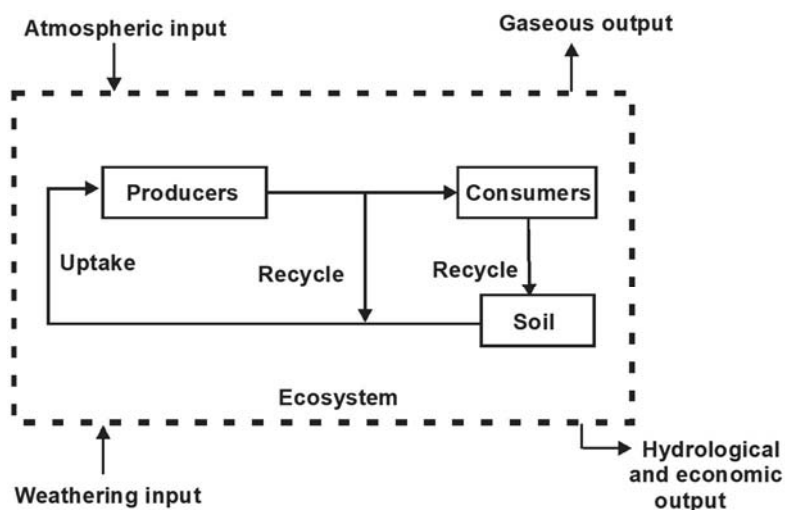 Atmospheric input
Gaseous output
Producers
Consumers
Uptake
Recycle
Recycle
Soil
Ecosystem
Weathering input
Hydrological
and economic
output